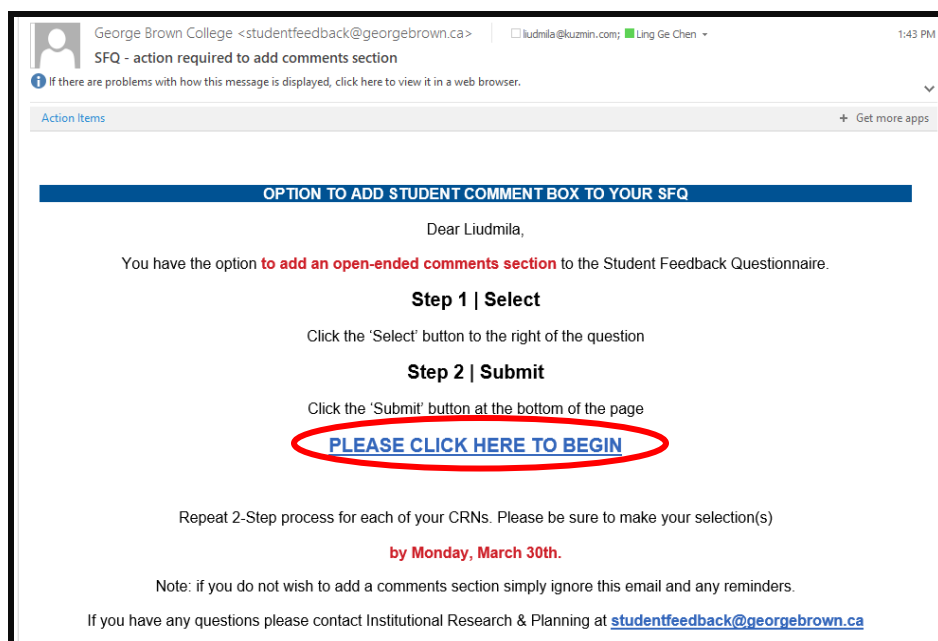 George Brown College <studentfeedback@georgebrown.ca> liudmila@kuzmin.com; Ling Ge Chen 1:43 PM
SFQ - action required to add comments section
If there are problems with how this message is displayed, click here to view it in a web browser.
Action Items + Get more apps
OPTION TO ADD STUDENT COMMENT BOX TO YOUR SFQ
Dear Liudmila,
You have the option to add an open-ended comments section to the Student Feedback Questionnaire.
Step 1 | Select
Click the ‘Select’ button to the right of the question
Step 2 | Submit
Click the ‘Submit’ button at the bottom of the page
PLEASE CLICK HERE TO BEGIN
Repeat 2-Step process for each of your CRNs. Please be sure to make your selection(s)
by Monday, March 30th.
Note: if you do not wish to add a comments section simply ignore this email and any reminders.
If you have any questions please contact Institutional Research & Planning at studentfeedback@georgebrown.ca